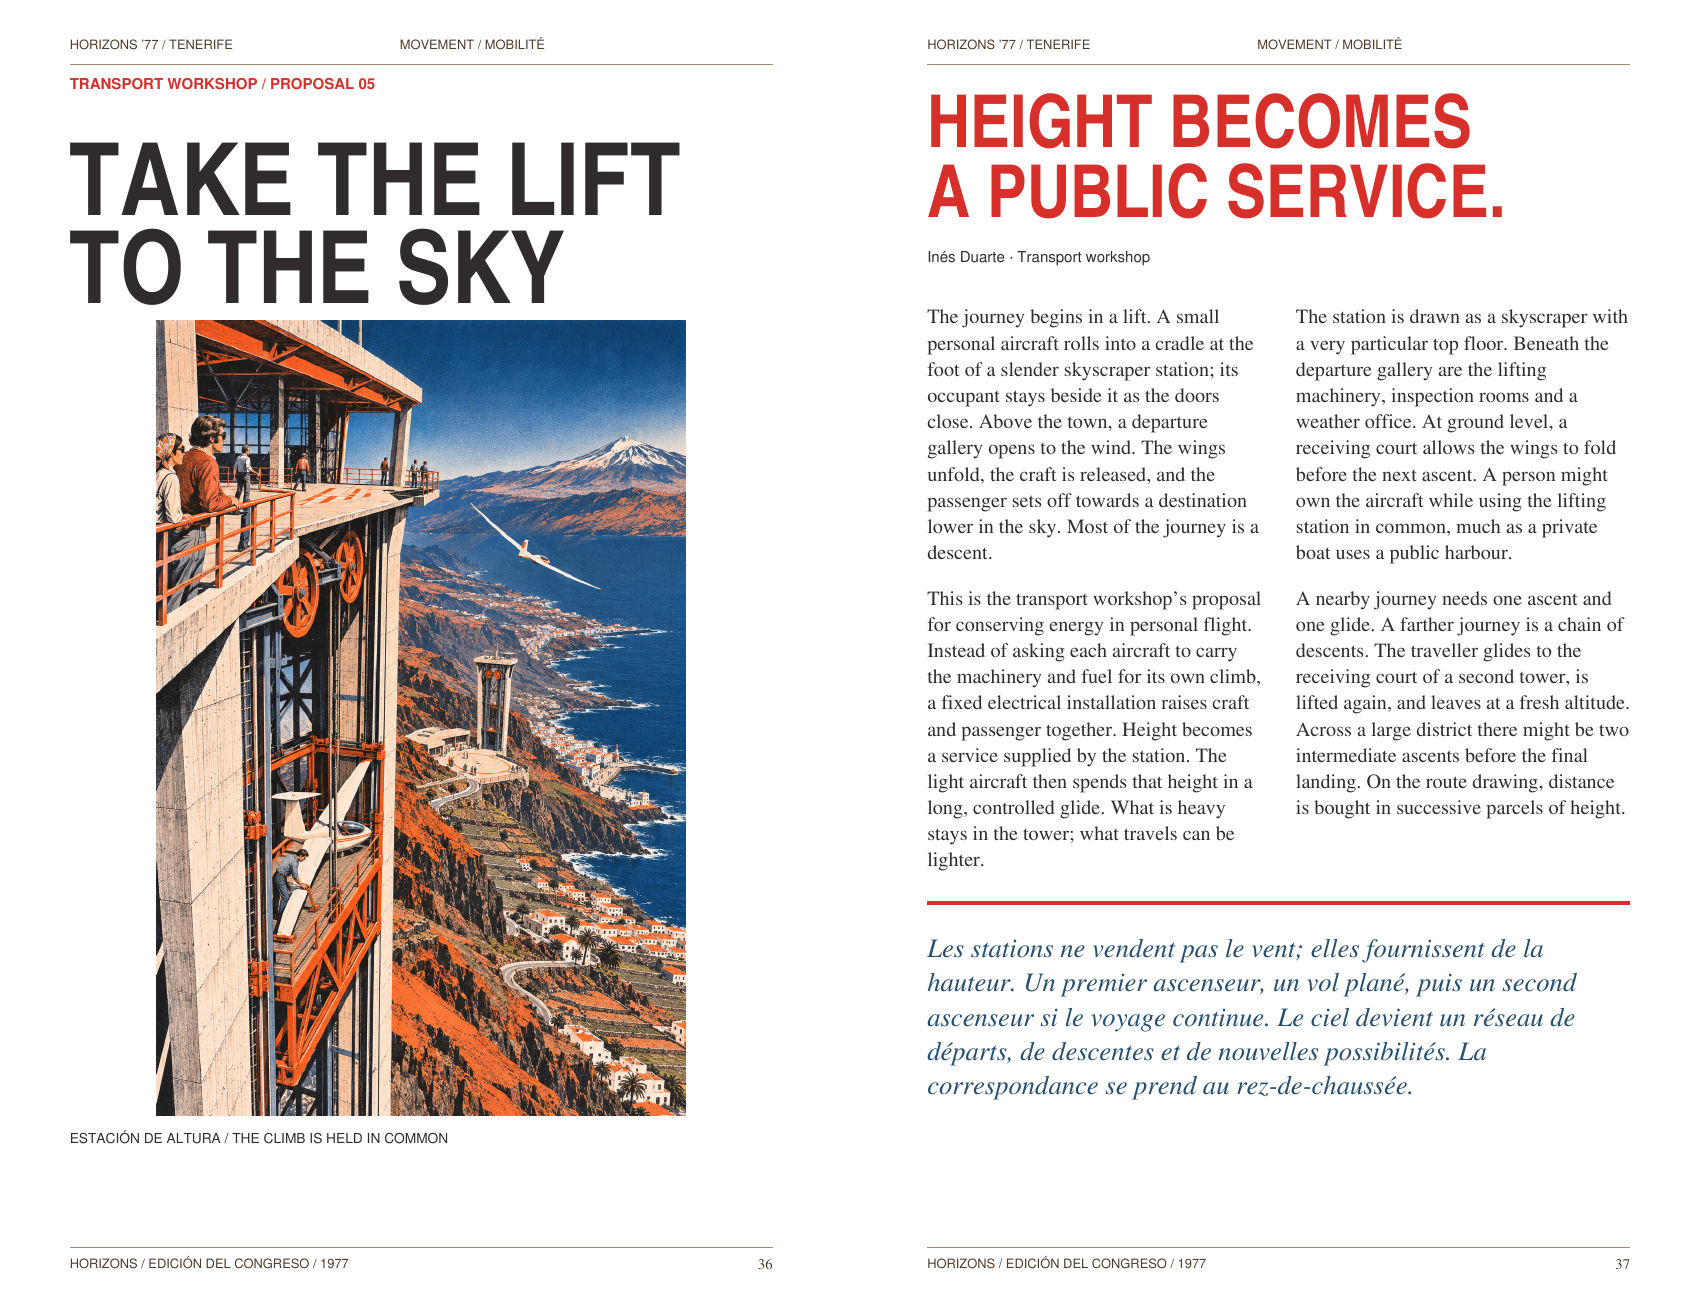 HORIZONS ’77 / TENERIFE
MOVEMENT / MOBILITÉ
TRANSPORT WORKSHOP / PROPOSAL 05
TAKE THE LIFT
TO THE SKY
ESTACIÓN DE ALTURA / THE CLIMB IS HELD IN COMMON
HORIZONS / EDICIÓN DEL CONGRESO / 1977
36
HORIZONS ’77 / TENERIFE
MOVEMENT / MOBILITÉ
HEIGHT BECOMES
A PUBLIC SERVICE.
Inés Duarte · Transport workshop
The journey begins in a lift. A small
personal aircraft rolls into a cradle at the
foot of a slender skyscraper station; its
occupant stays beside it as the doors
close. Above the town, a departure
gallery opens to the wind. The wings
unfold, the craft is released, and the
passenger sets off towards a destination
lower in the sky. Most of the journey is a
descent.
This is the transport workshop’s proposal
for conserving energy in personal flight.
Instead of asking each aircraft to carry
the machinery and fuel for its own climb,
a fixed electrical installation raises craft
and passenger together. Height becomes
a service supplied by the station. The
light aircraft then spends that height in a
long, controlled glide. What is heavy
stays in the tower; what travels can be
lighter.
The station is drawn as a skyscraper with
a very particular top floor. Beneath the
departure gallery are the lifting
machinery, inspection rooms and a
weather office. At ground level, a
receiving court allows the wings to fold
before the next ascent. A person might
own the aircraft while using the lifting
station in common, much as a private
boat uses a public harbour.
A nearby journey needs one ascent and
one glide. A farther journey is a chain of
descents. The traveller glides to the
receiving court of a second tower, is
lifted again, and leaves at a fresh altitude.
Across a large district there might be two
intermediate ascents before the final
landing. On the route drawing, distance
is bought in successive parcels of height.
Les stations ne vendent pas le vent; elles fournissent de la
hauteur. Un premier ascenseur, un vol plané, puis un second
ascenseur si le voyage continue. Le ciel devient un réseau de
départs, de descentes et de nouvelles possibilités. La
correspondance se prend au rez-de-chaussée.
HORIZONS / EDICIÓN DEL CONGRESO / 1977
37